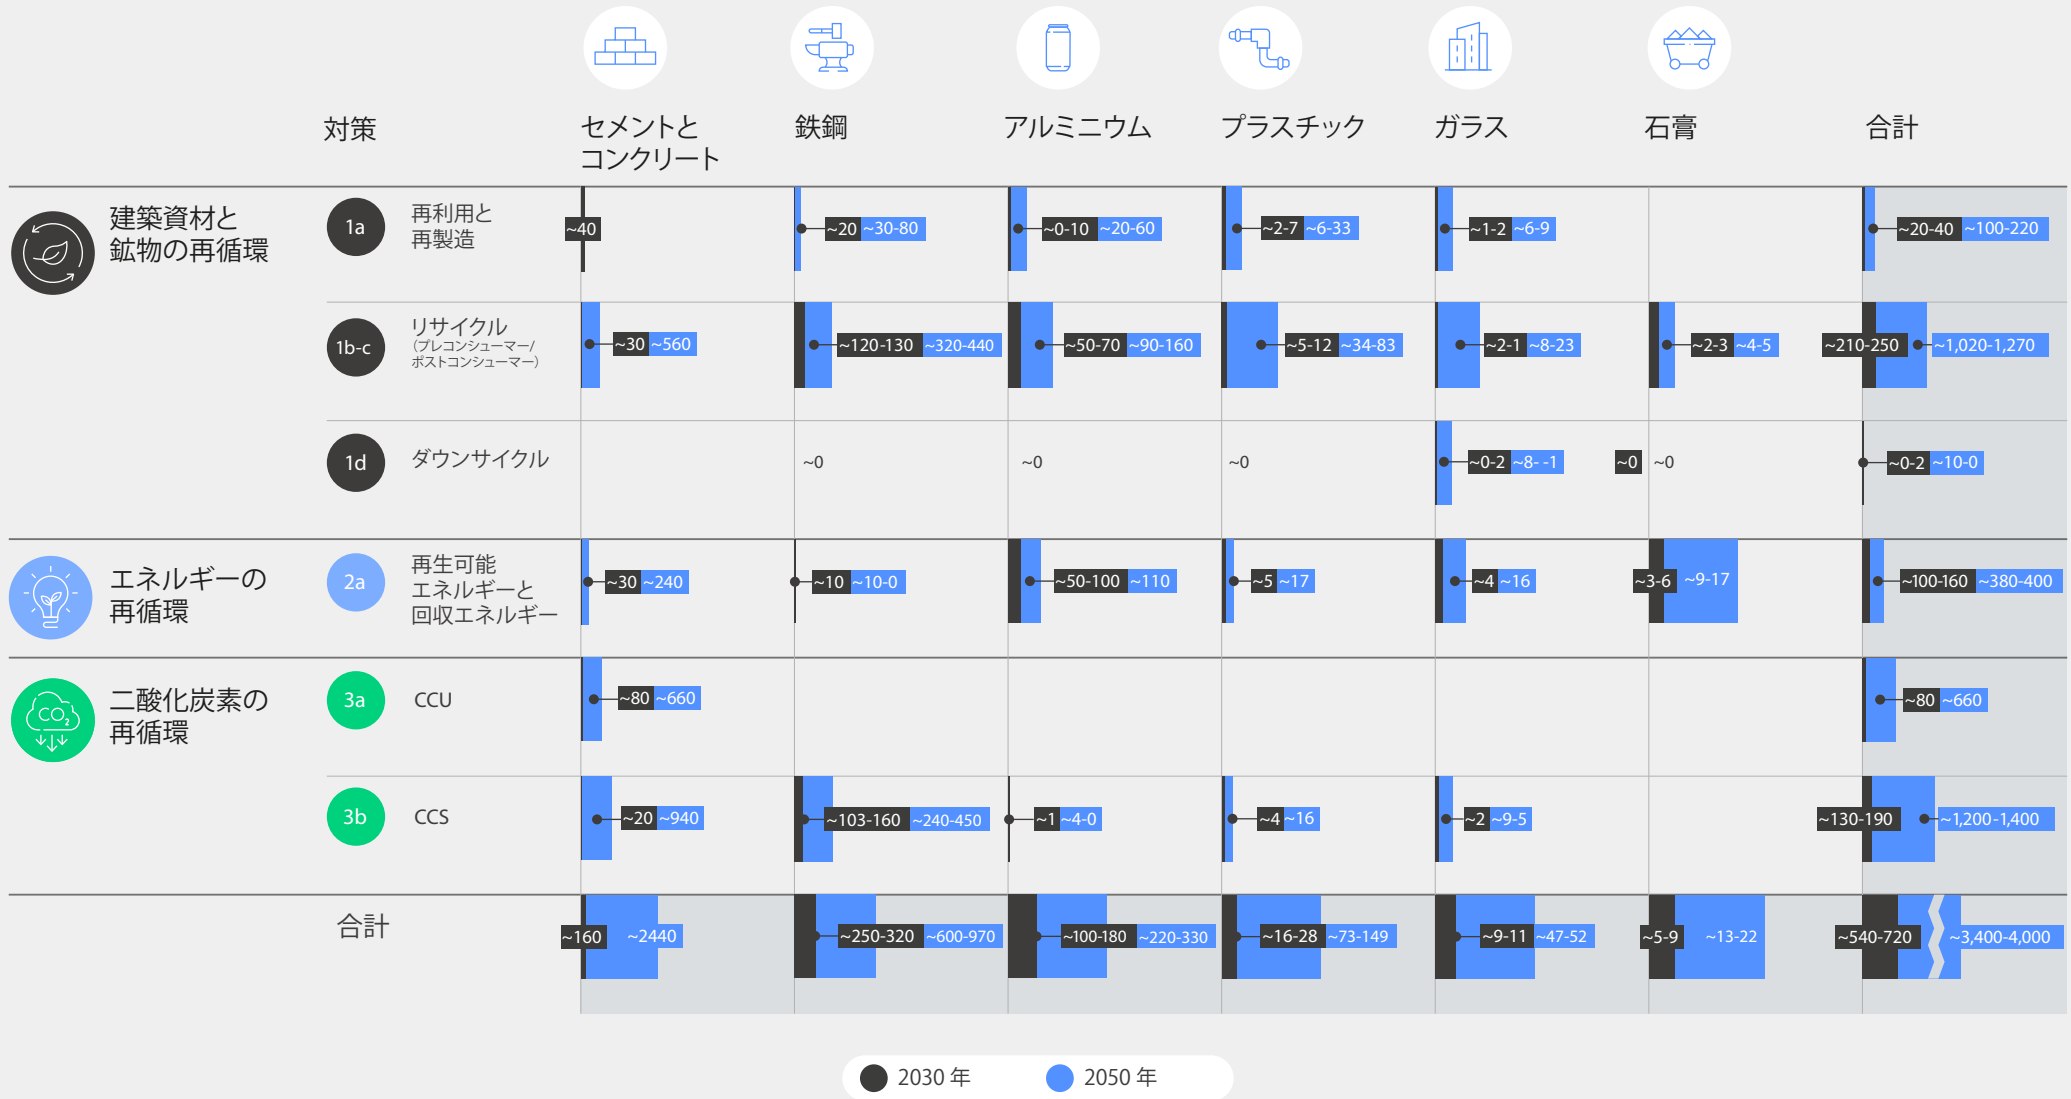 対策
セメントと
コンクリート
鉄鋼
アルミニウム
プラスチック
ガラス
石膏
合計
建築資材と
鉱物の再循環
1a
再利用と
再製造
~40
~20 ~30-80
~0-10 ~20-60
~2-7 ~6-33
~1-2 ~6-9
~20-40 ~100-220
1b-c
リサイクル
（プレコンシューマー/
ポストコンシューマー）
~30 ~560
~120-130 ~320-440
~50-70 ~90-160
~5-12 ~34-83
~2-1 ~8-23
~2-3 ~4-5
~210-250 ~1,020-1,270
1d
ダウンサイクル
~0
~0
~0
~0-2 ~8- -1
~0 ~0
~0-2 ~10-0
エネルギーの
再循環
2a
再生可能
エネルギーと
回収エネルギー
~30 ~240
~10 ~10-0
~50-100 ~110
~5 ~17
~4 ~16
~3-6 ~9-17
~100-160 ~380-400
二酸化炭素の
再循環
CO2
3a
CCU
~80 ~660
~80 ~660
3b
CCS
~20 ~940
~103-160 ~240-450
~1 ~4-0
~4 ~16
~2 ~9-5
~130-190 ~1,200-1,400
合計
~160 ~2440
~250-320 ~600-970
~100-180 ~220-330
~16-28 ~73-149
~9-11 ~47-52
~5-9 ~13-22
~540-720 ~3,400-4,000
2030 年
2050 年